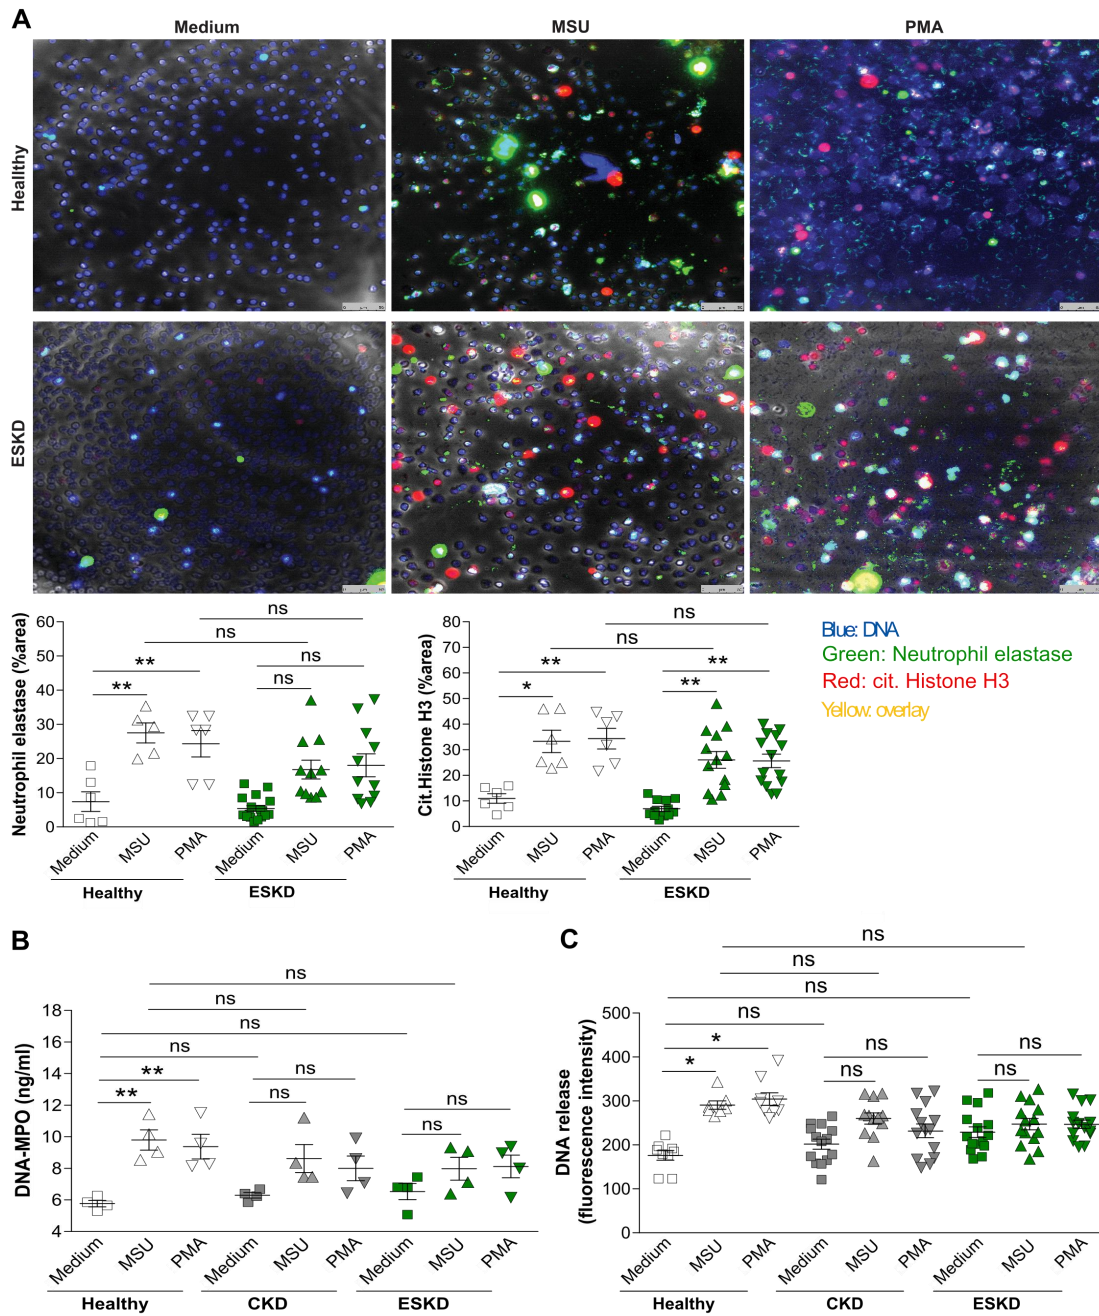 A
Medium MSU PMA
Healthy
ESKD
ns
ns
** ns
** ns
Neutrophil elastase (%area)
60
50
40
30
20
10
0
Medium MSU PMA Medium MSU PMA
Healthy ESKD
ns
ns
** **
* **
Cit.Histone H3 (%area)
80
70
60
50
40
30
20
10
0
Medium MSU PMA Medium MSU PMA
Healthy ESKD
Blue: DNA
Green: Neutrophil elastase
Red: cit. Histone H3
Yellow: overlay
B
ns
ns
ns
ns
** ns ns
** ns ns
DNA-MPO (ng/ml)
18
16
14
12
10
8
6
4
Medium MSU PMA Medium MSU PMA Medium MSU PMA
Healthy CKD ESKD
C
ns
ns
ns
ns
* ns ns
* ns ns
DNA release
(fluorescence intensity)
500
400
300
200
100
0
Medium MSU PMA Medium MSU PMA Medium MSU PMA
Healthy CKD ESKD